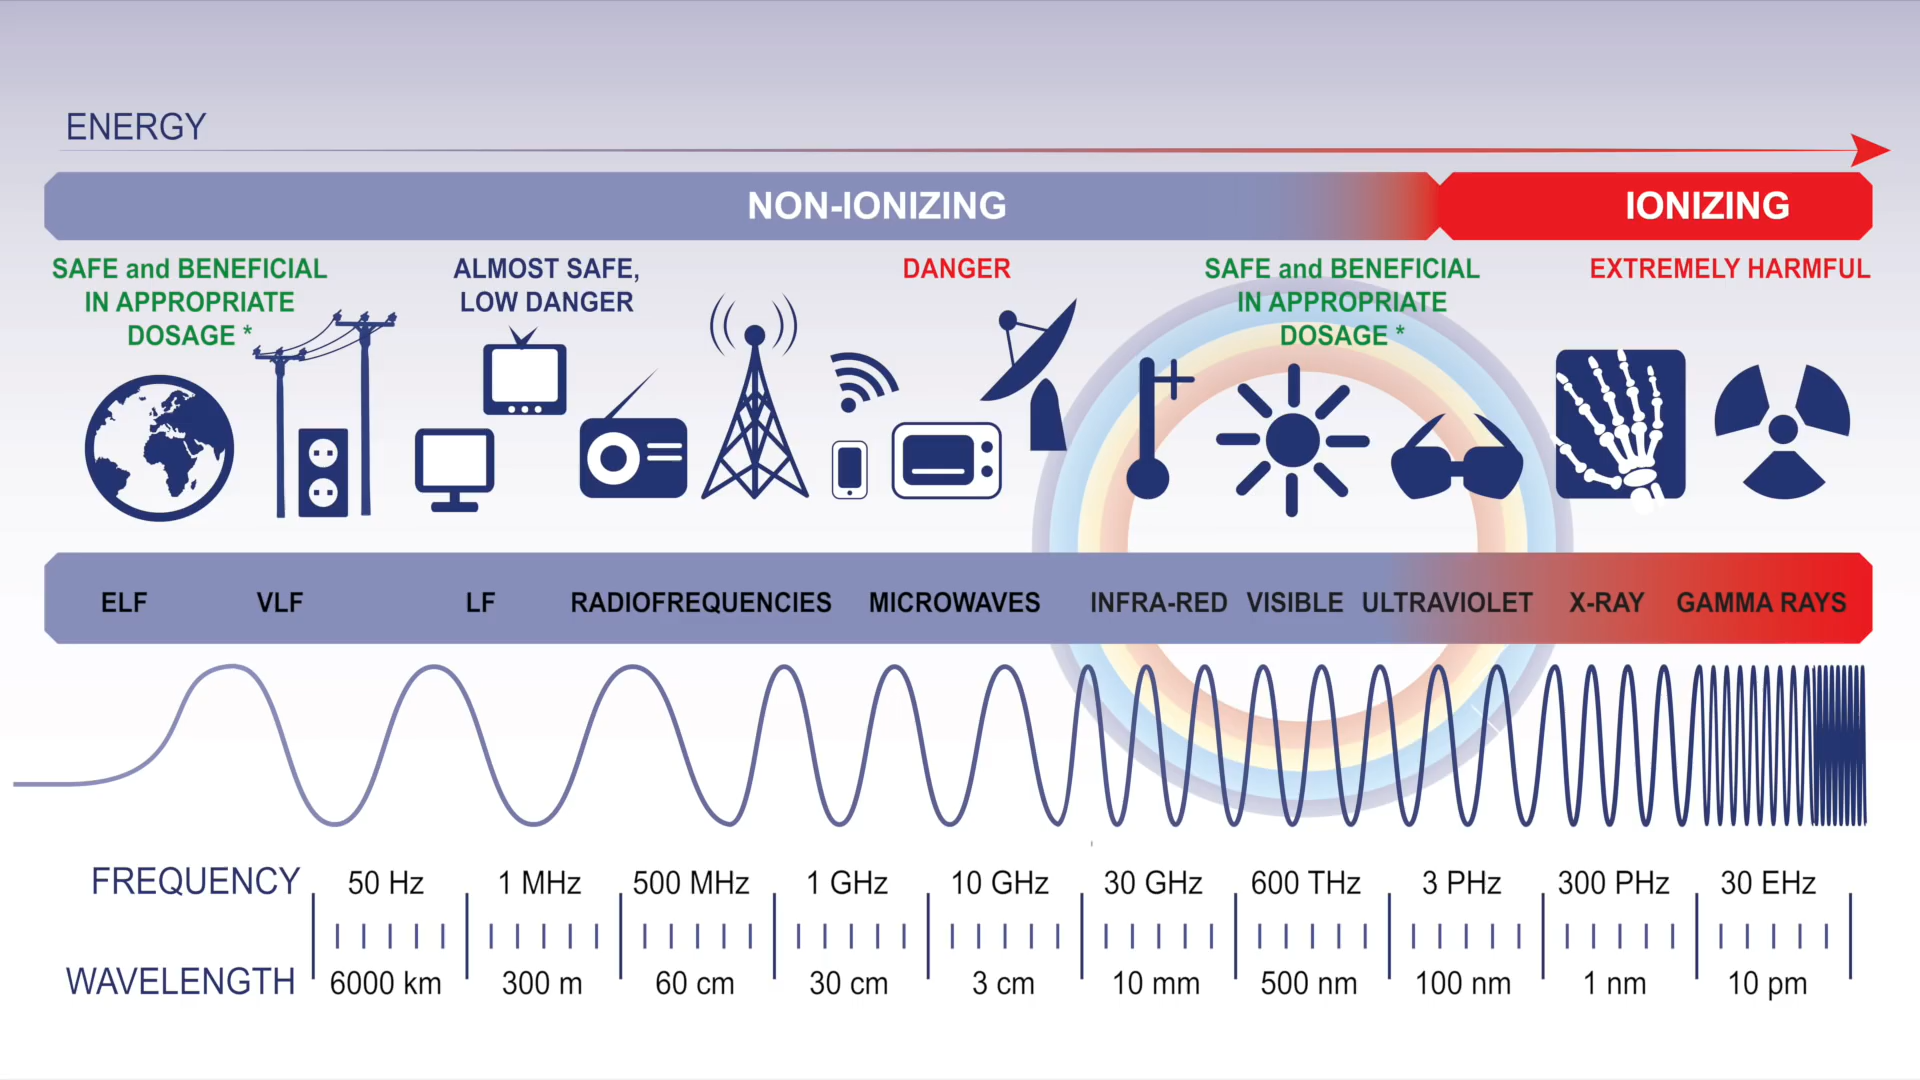 ENERGY
NON-IONIZING
IONIZING
SAFE and BENEFICIAL
IN APPROPRIATE
DOSAGE *
ALMOST SAFE,
LOW DANGER
DANGER
SAFE and BENEFICIAL
IN APPROPRIATE
DOSAGE *
EXTREMELY HARMFUL
ELF VLF LF RADIOFREQUENCIES MICROWAVES INFRA-RED VISIBLE ULTRAVIOLET X-RAY GAMMA RAYS
FREQUENCY 50 Hz 1 MHz 500 MHz 1 GHz 10 GHz 30 GHz 600 THz 3 PHz 300 PHz 30 EHz
WAVELENGTH 6000 km 300 m 60 cm 30 cm 3 cm 10 mm 500 nm 100 nm 1 nm 10 pm